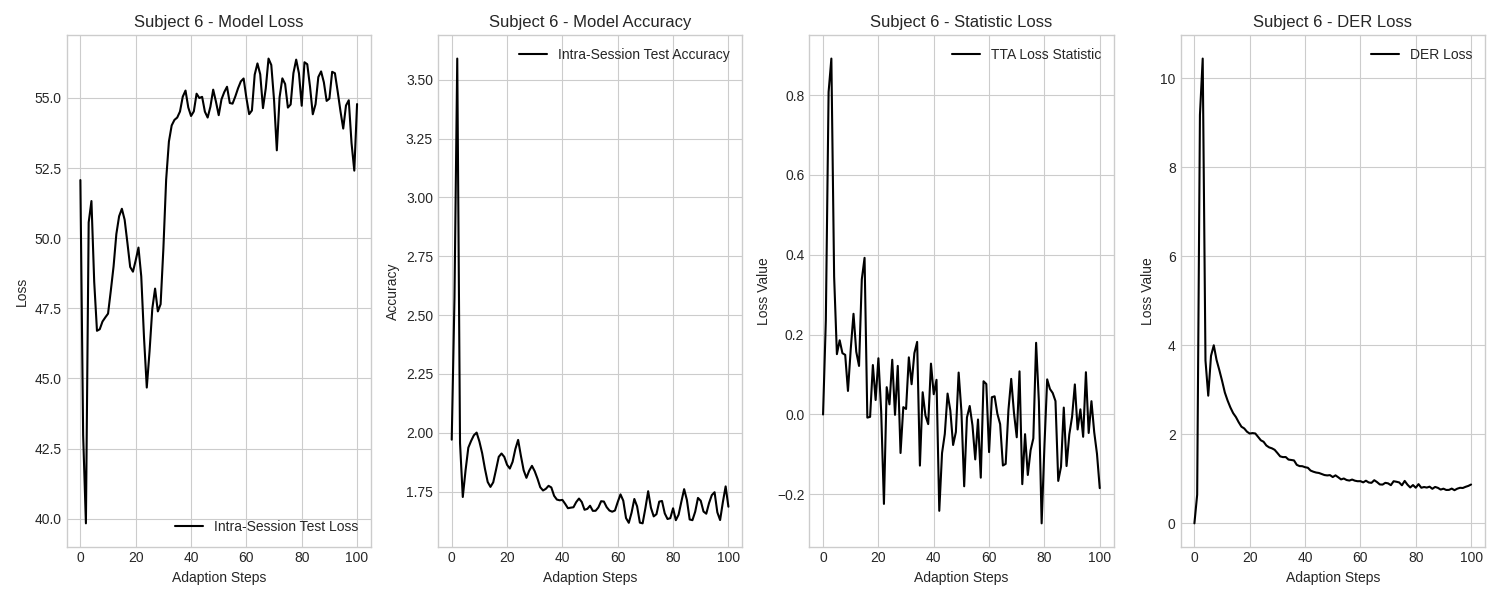 Subject 6 - Model Loss
Intra-Session Test Loss
Loss
55.0
52.5
50.0
47.5
45.0
42.5
40.0
0 20 40 60 80 100
Adaption Steps
Subject 6 - Model Accuracy
Intra-Session Test Accuracy
Accuracy
3.50
3.25
3.00
2.75
2.50
2.25
2.00
1.75
0 20 40 60 80 100
Adaption Steps
Subject 6 - Statistic Loss
TTA Loss Statistic
Loss Value
0.8
0.6
0.4
0.2
0.0
−0.2
0 20 40 60 80 100
Adaption Steps
Subject 6 - DER Loss
DER Loss
Loss Value
10
8
6
4
2
0
0 20 40 60 80 100
Adaption Steps